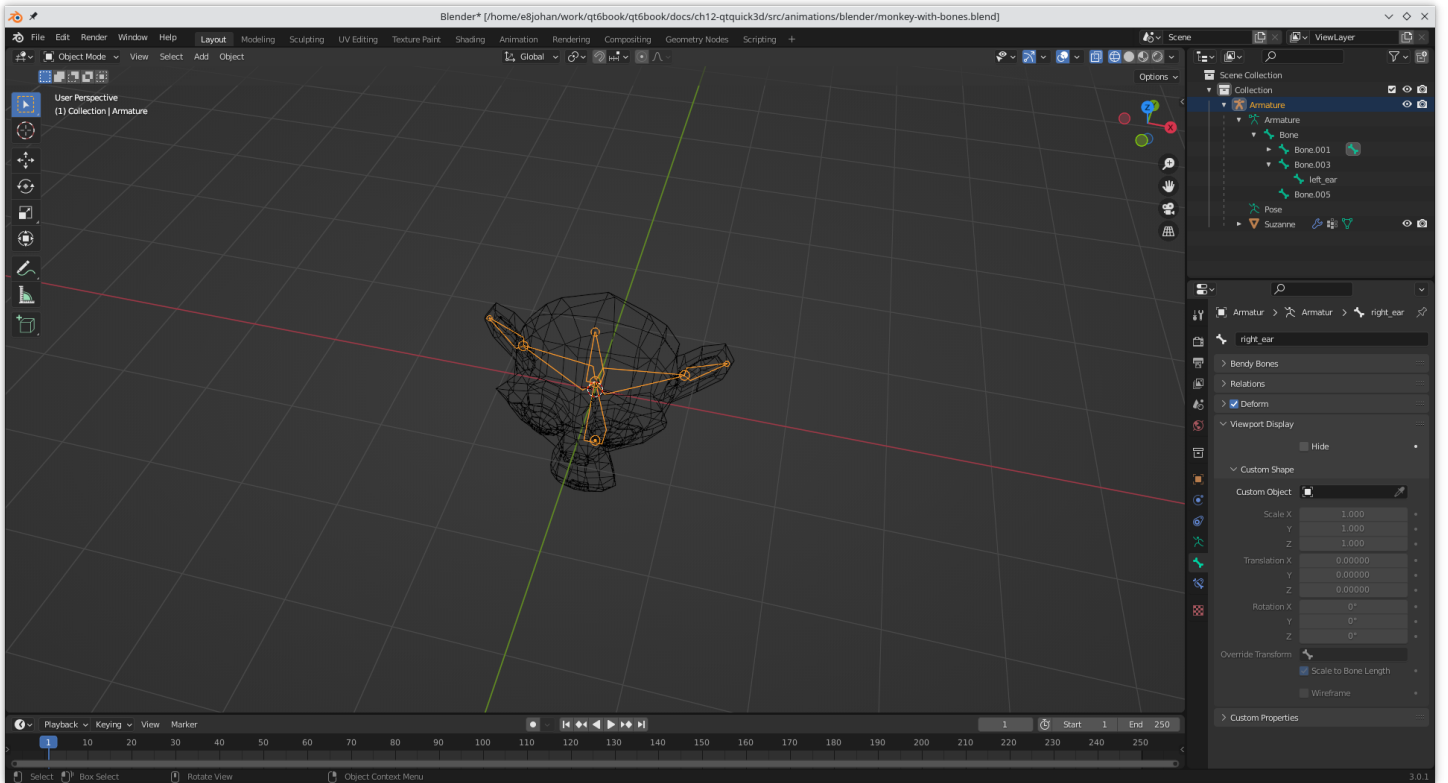 Blender* [/home/e8johan/work/qt6book/qt6book/docs/ch12-qtquick3d/src/animations/blender/monkey-with-bones.blend]
File Edit Render Window Help Layout Modeling Sculpting UV Editing Texture Paint Shading Animation Rendering Compositing Geometry Nodes Scripting + Scene ViewLayer
Object Mode View Select Add Object Global
Options
User Perspective
(1) Collection | Armature
Z
Y
X
Scene Collection
Collection
Armature
Armature
Bone
Bone.001
Bone.003
left_ear
Bone.005
Pose
Suzanne
Armatur > Armatur > right_ear
right_ear
Bendy Bones
Relations
Deform
Viewport Display
Hide
Custom Shape
Custom Object
Scale X 1.000
Y 1.000
Z 1.000
Translation X 0.00000
Y 0.00000
Z 0.00000
Rotation X 0°
Y 0°
Z 0°
Override Transform
Scale to Bone Length
Wireframe
Custom Properties
Playback Keying View Marker 1 Start 1 End 250
1 10 20 30 40 50 60 70 80 90 100 110 120 130 140 150 160 170 180 190 200 210 220 230 240 250
Select Box Select Rotate View Object Context Menu 3.0.1